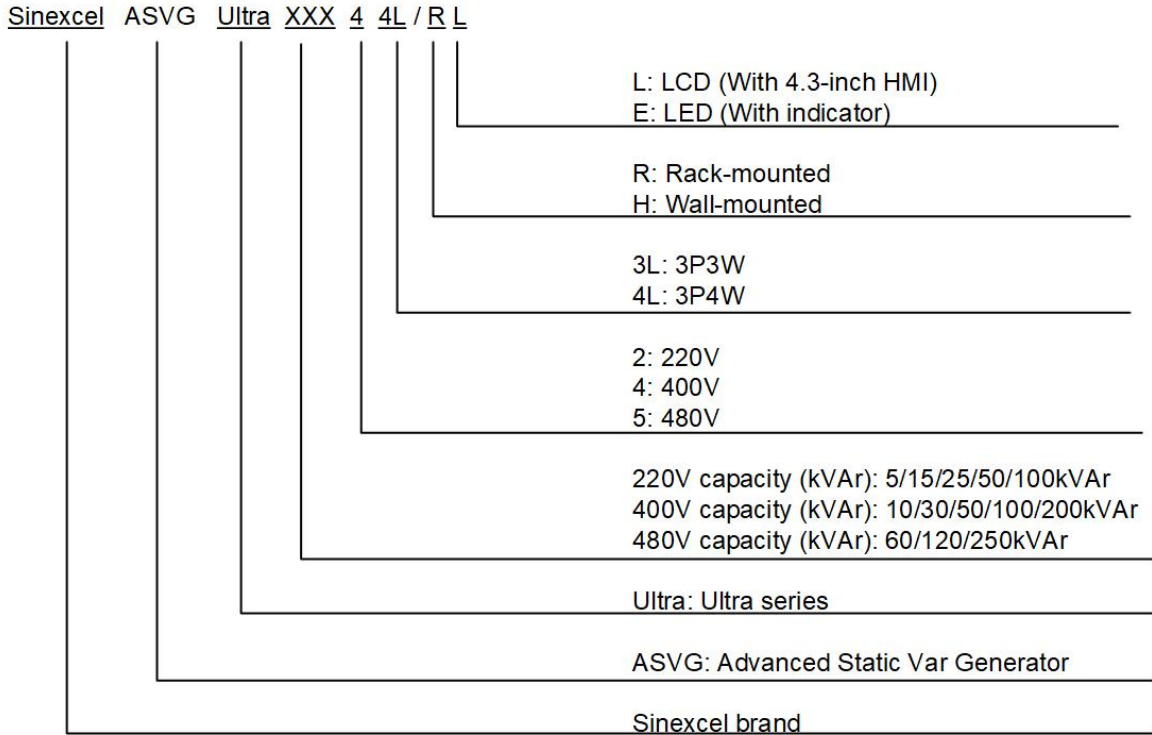 Sinexcel ASVG Ultra XXX 4 4L / R L
L: LCD (With 4.3-inch HMI)
E: LED (With indicator)
R: Rack-mounted
H: Wall-mounted
3L: 3P3W
4L: 3P4W
2: 220V
4: 400V
5: 480V
220V capacity (kVAr): 5/15/25/50/100kVAr
400V capacity (kVAr): 10/30/50/100/200kVAr
480V capacity (kVAr): 60/120/250kVAr
Ultra: Ultra series
ASVG: Advanced Static Var Generator
Sinexcel brand